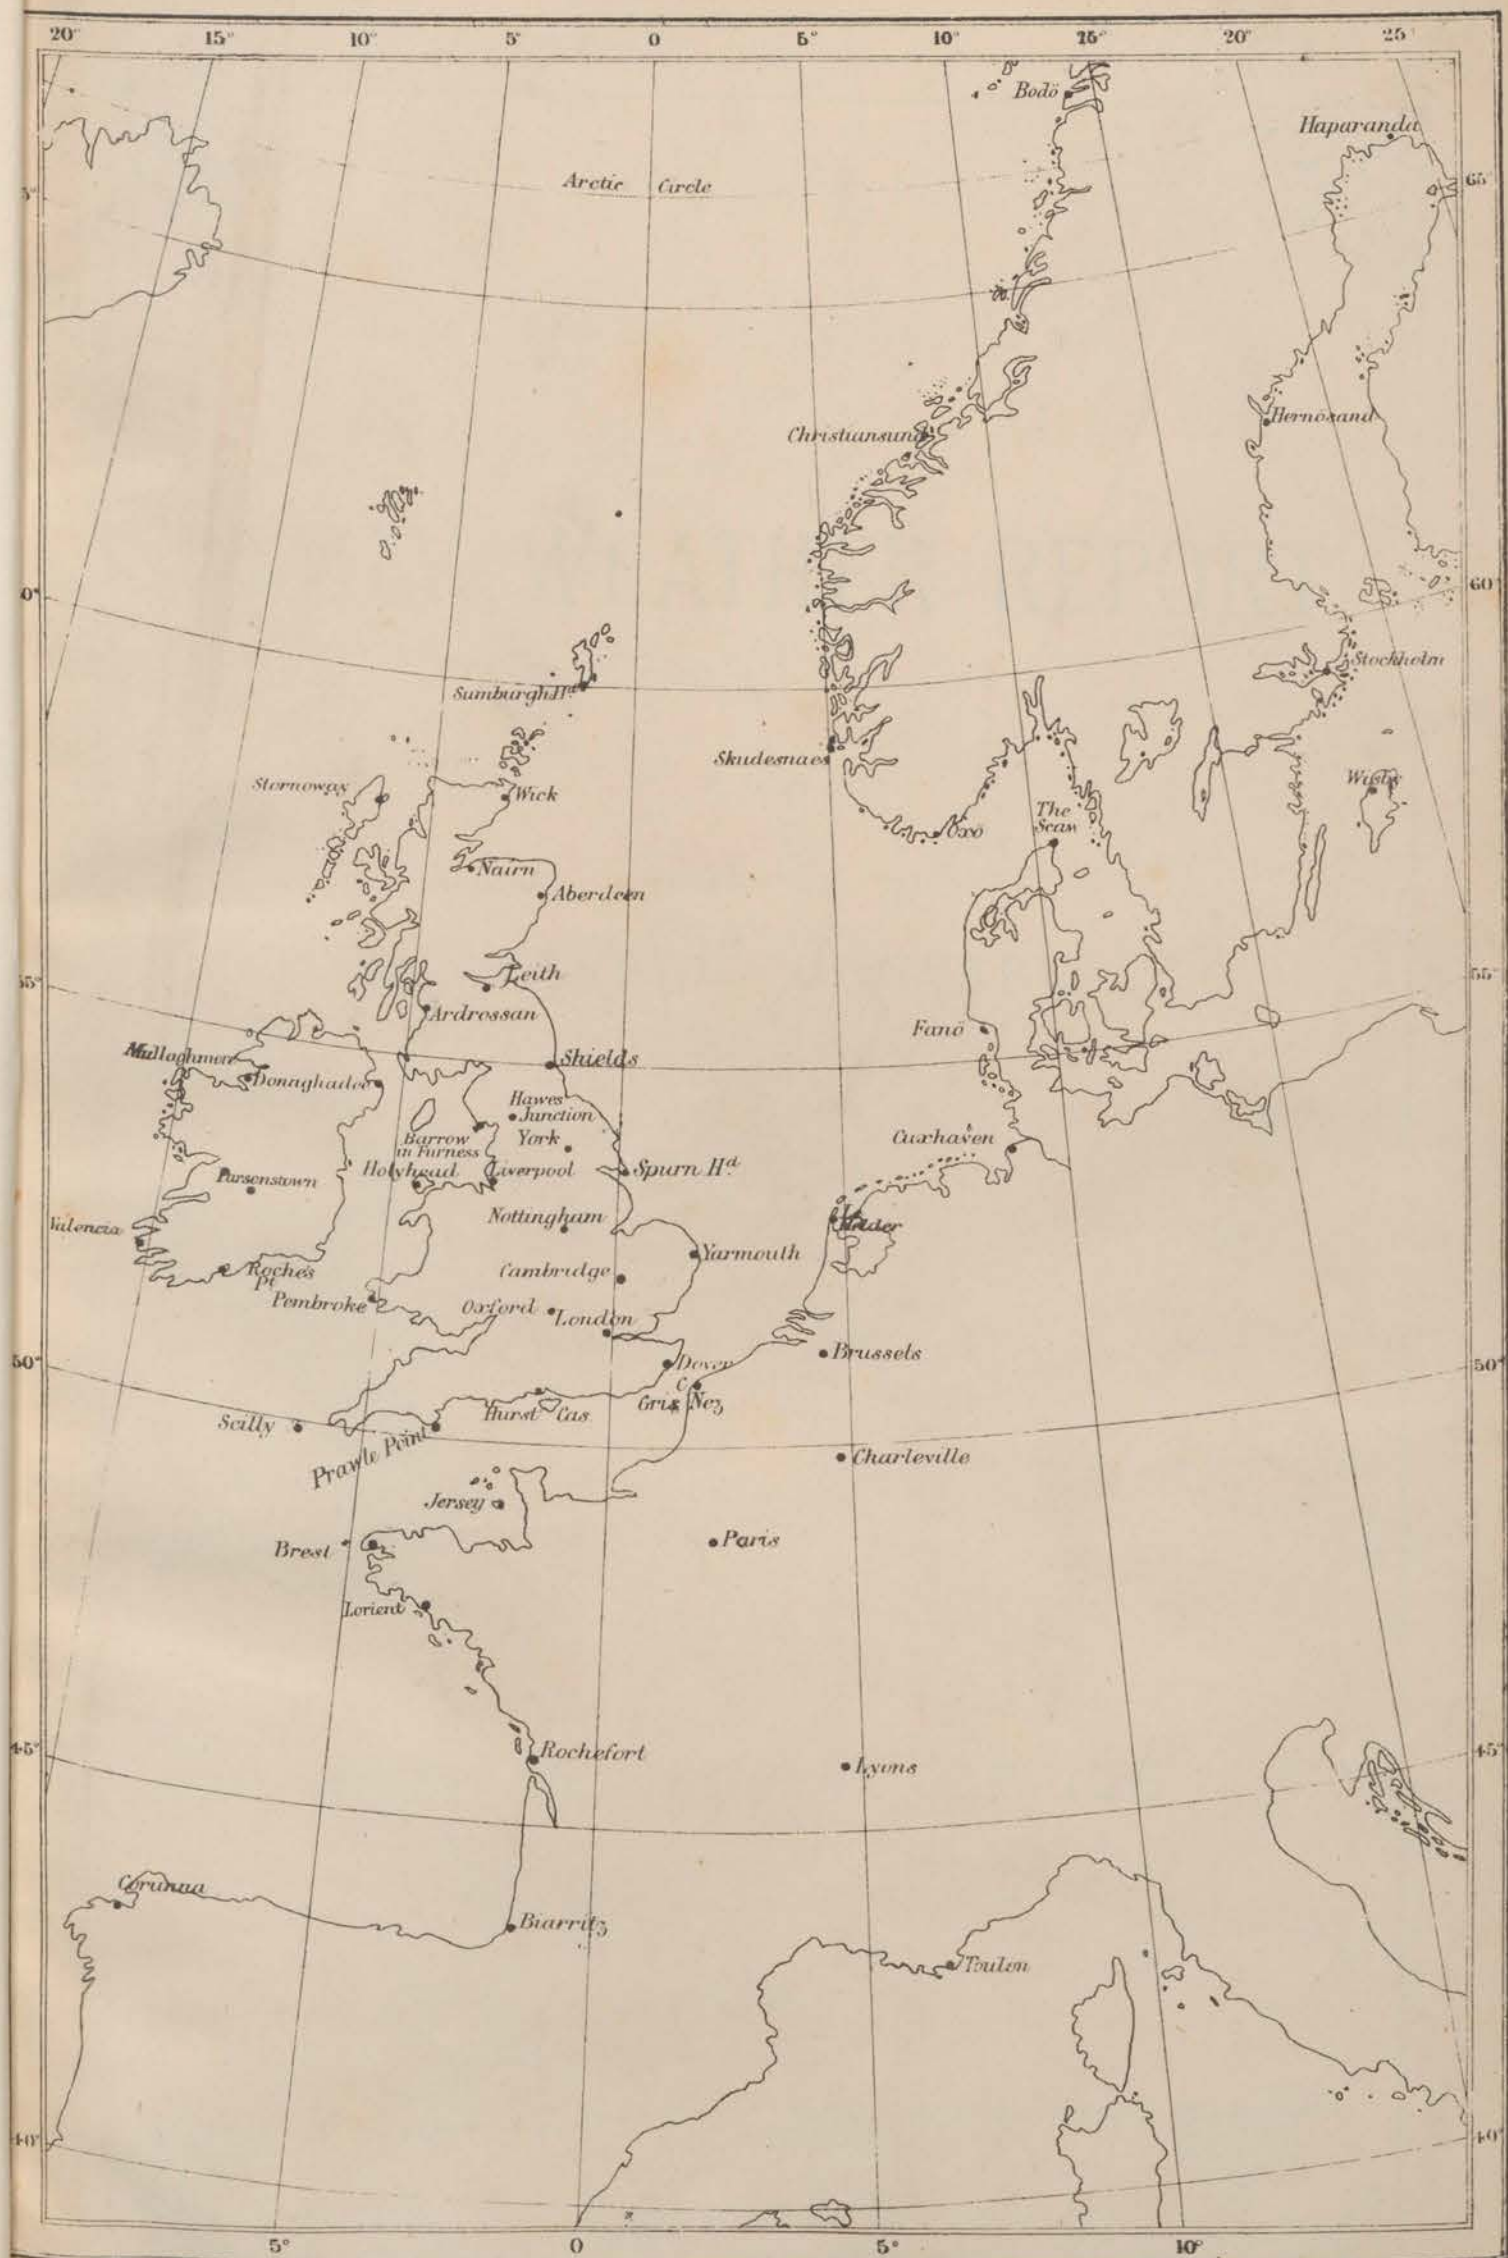 20°
15°
10°
5°
0
5°
10°
15°
20°
25
Bodö
Haparanda
Arctic Circle
65°
Christiansund
Hernösand
0°
60°
Stockholm
Sumburgh Hd.
Skudesnaes
Stornoway
Wick
Wisby
The
Scaw
Oxö
Nairn
Aberdeen
Leith
55°
55°
Ardrossan
Fanö
Mullaghmore
Shields
Donaghadee
Hawes
Junction
Barrow
in Furness
York
Cuxhaven
Holyhead
Liverpool
Spurn Hd.
Parsonstown
Nottingham
Helder
Valencia
Yarmouth
Roches
Pt
Cambridge
Pembroke
Oxford
London
50°
Brussels
50°
Dover
C.
Gris Nez
Hurst Cas.
Scilly
Prawle Point
Charleville
Jersey
Brest
Paris
Lorient
45°
Rochefort
Lyons
45°
Corunna
Biarritz
Toulon
40°
40°
5°
0
5°
10°